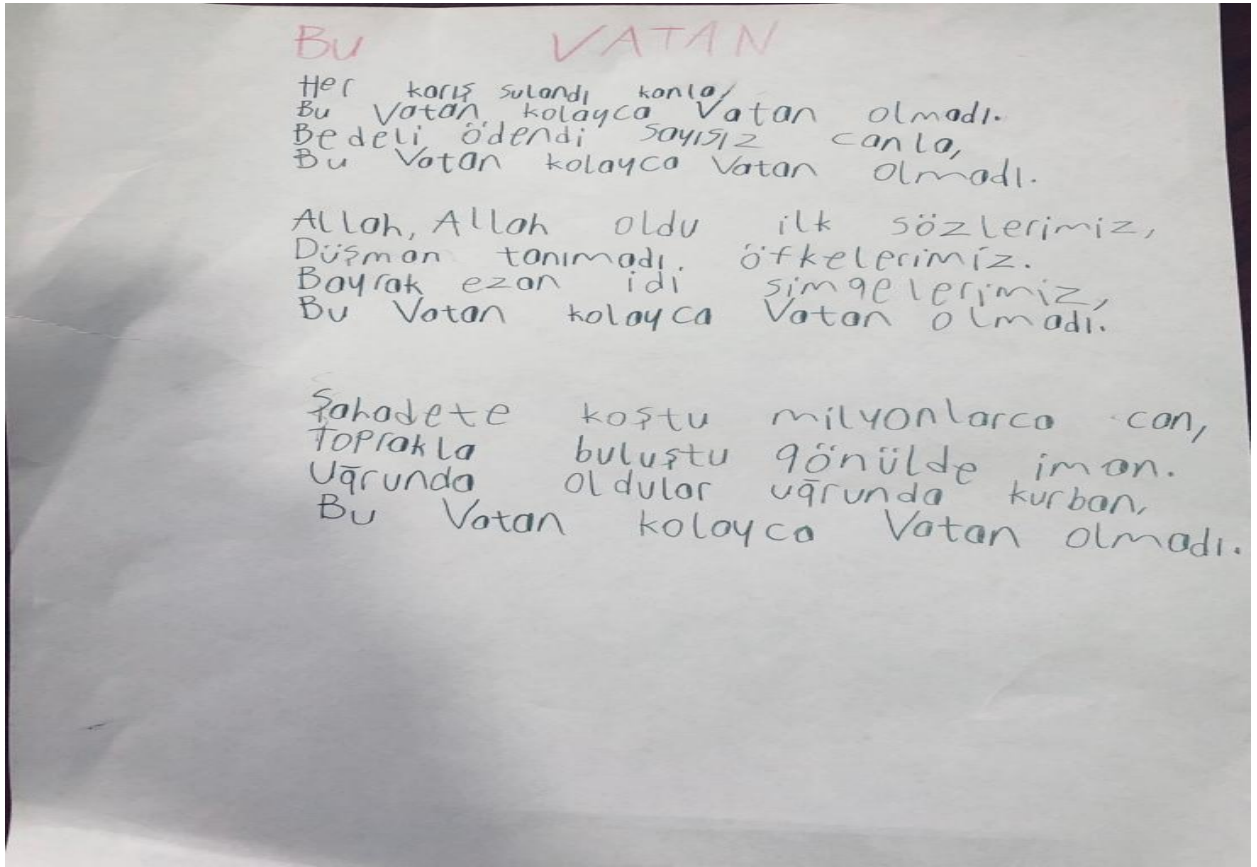 Bu VATAN
Her karış sulandı kanla,
Bu Vatan kolayca Vatan olmadı.
Bedeli ödendi sayısız canla,
Bu Vatan kolayca Vatan olmadı.
Allah, Allah oldu ilk sözlerimiz,
Düşman tanımadı. öfkelerimiz.
Bayrak ezan idi simgelerimiz,
Bu Vatan kolayca Vatan olmadı.
Şahadete koştu milyonlarca can,
Toprakla buluştu gönülde iman.
Uğrunda oldular uğrunda kurban,
Bu Vatan kolayca Vatan olmadı.